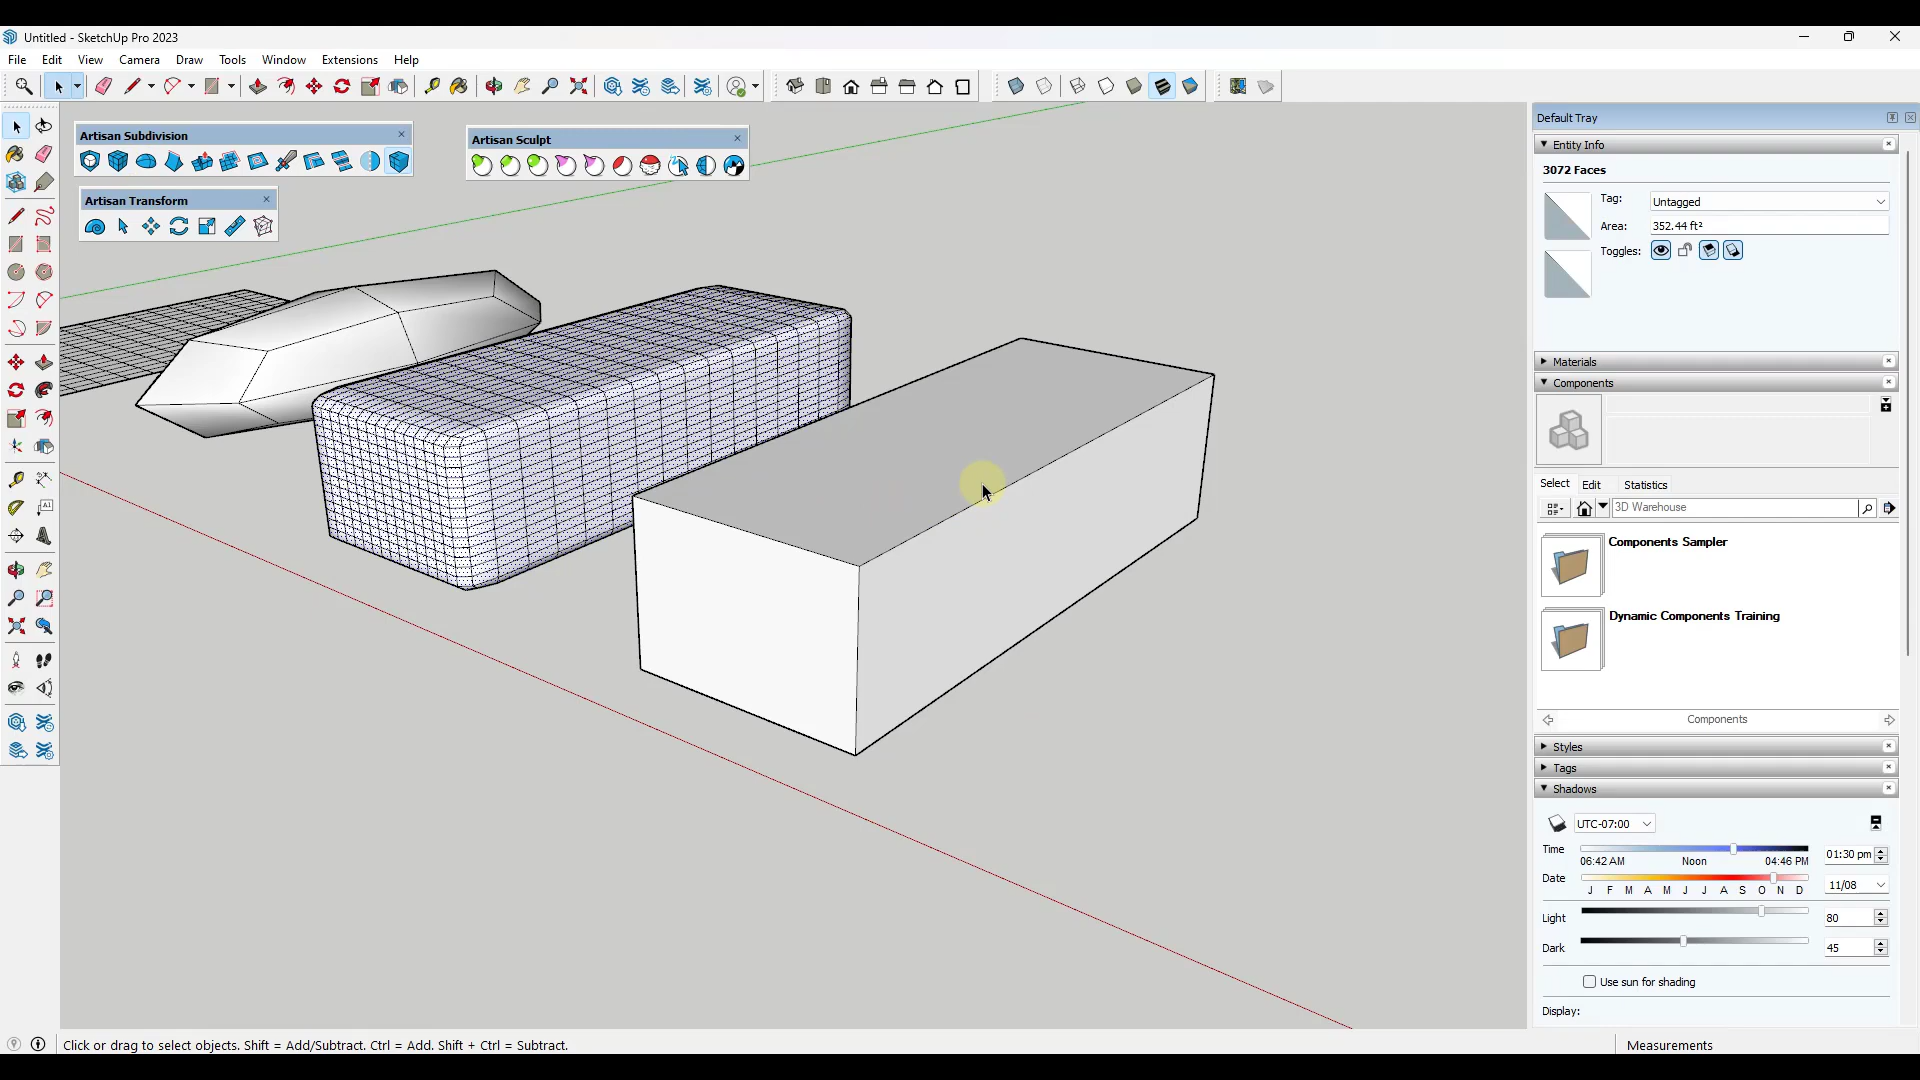 Untitled - SketchUp Pro 2023
File Edit View Camera Draw Tools Window Extensions Help
Artisan Subdivision
Artisan Sculpt
Artisan Transform
Default Tray
Entity Info
3072 Faces
Tag: Untagged
Area: 352.44 ft²
Toggles:
Materials
Components
Select Edit Statistics
3D Warehouse
Components Sampler
Dynamic Components Training
Components
Styles
Tags
Shadows
UTC-07:00
Time 01:30 pm
06:42 AM Noon 04:46 PM
Date 11/08
J F M A M J J A S O N D
Light 80
Dark 45
Use sun for shading
Display:
Click or drag to select objects. Shift = Add/Subtract. Ctrl = Add. Shift + Ctrl = Subtract.
Measurements